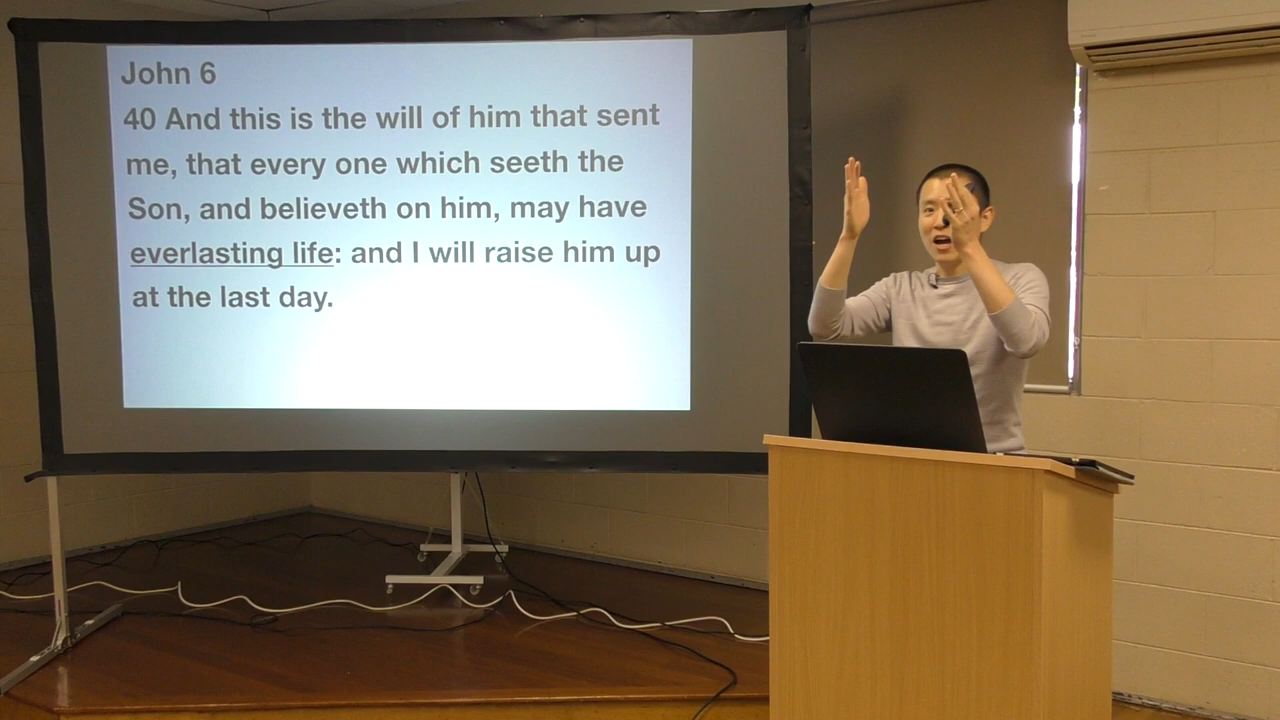 John 6
40 And this is the will of him that sent
me, that every one which seeth the
Son, and believeth on him, may have
everlasting life: and I will raise him up
at the last day.